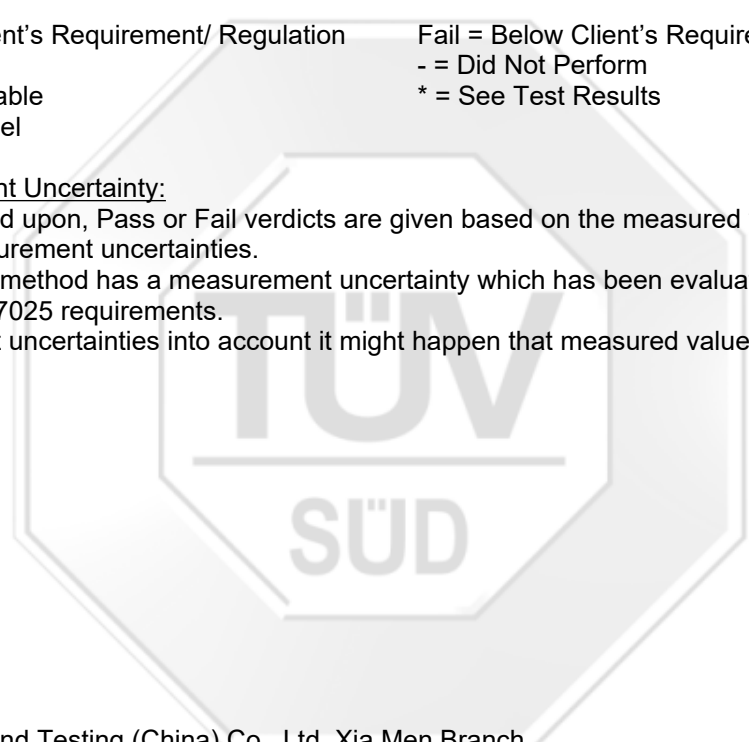 ent's Requirement/ Regulation Fail = Below Client's Require
- = Did Not Perform
able * = See Test Results
el
nt Uncertainty:
d upon, Pass or Fail verdicts are given based on the measured
urement uncertainties.
method has a measurement uncertainty which has been evalua
7025 requirements.
t uncertainties into account it might happen that measured value
TÜV
SÜD
nd Testing (China) Co., Ltd. Xia Men Branch